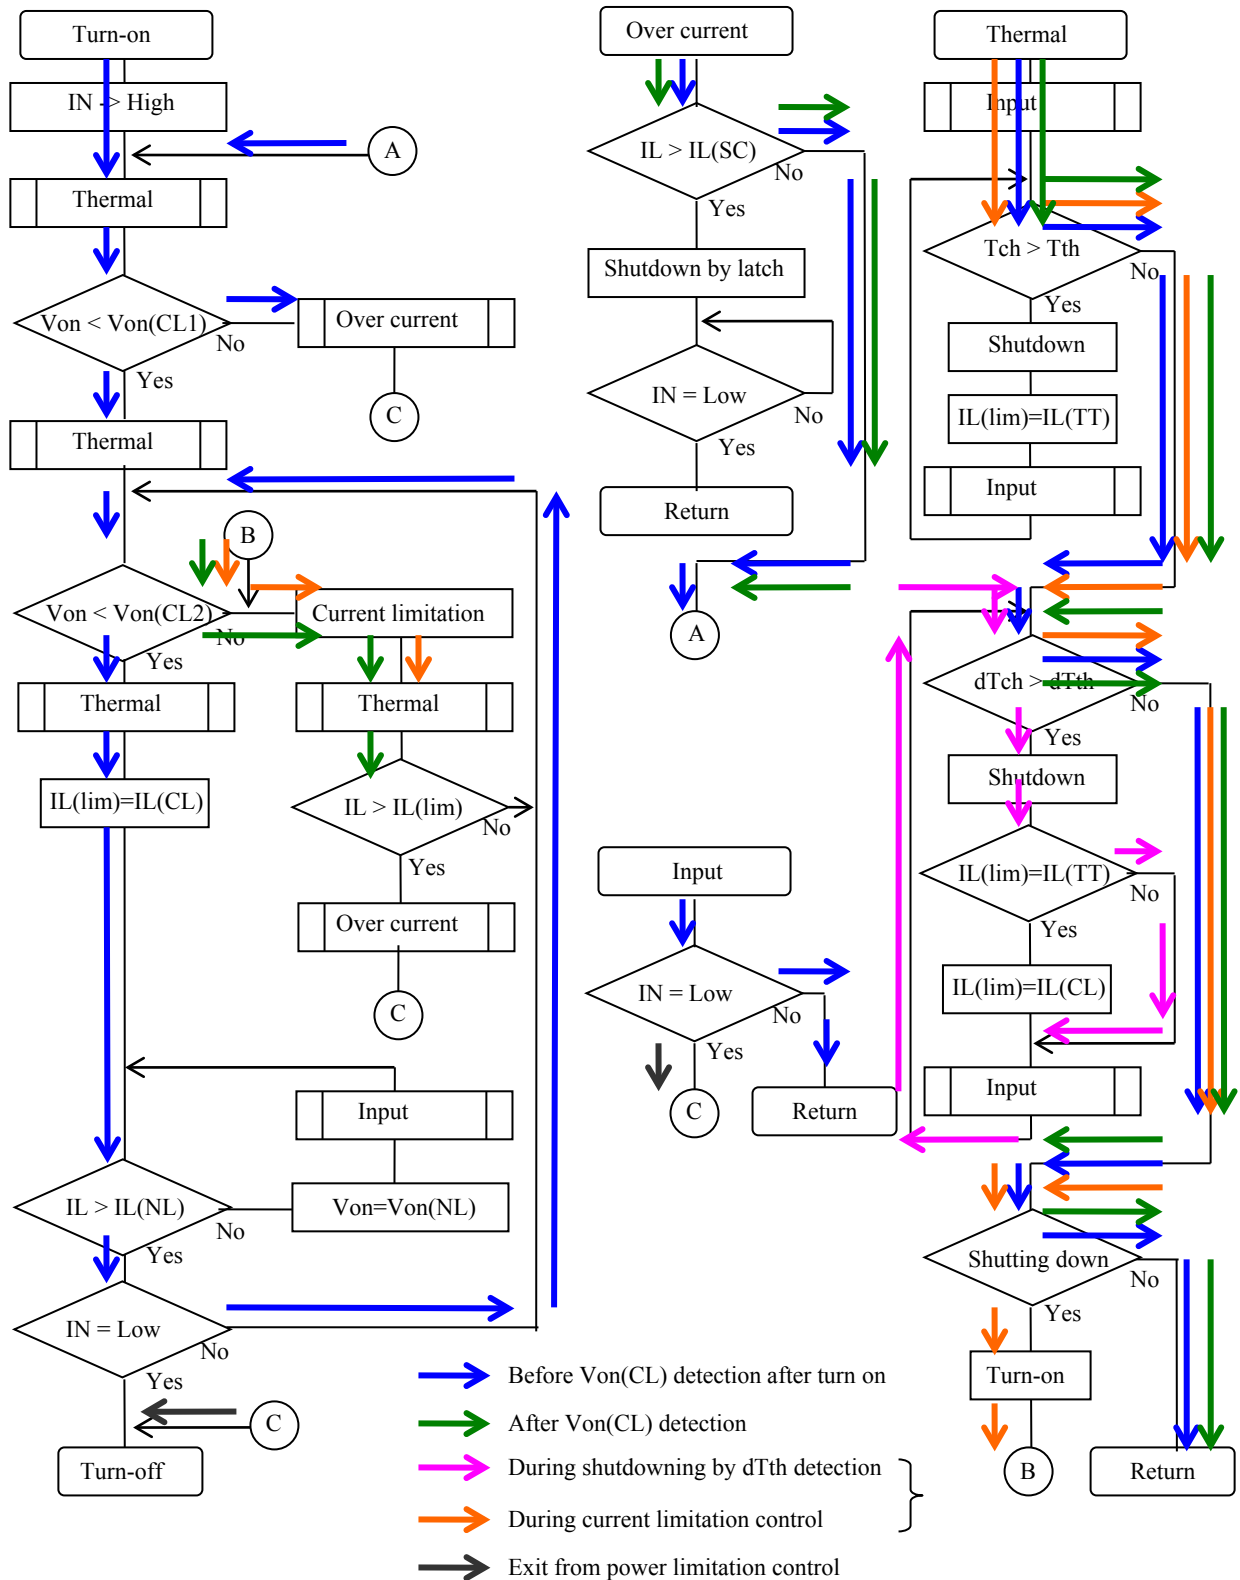 Turn-on
IN -> High
A
Thermal
Von < Von(CL1)
No
Yes
Over current
C
Thermal
B
Von < Von(CL2)
No
Yes
Current limitation
Thermal
Thermal
IL(lim)=IL(CL)
IL > IL(lim)
No
Yes
Over current
C
Input
Von=Von(NL)
IL > IL(NL)
No
Yes
IN = Low
No
Yes
C
Turn-off
Over current
IL > IL(SC)
No
Yes
Shutdown by latch
IN = Low
No
Yes
Return
A
Input
IN = Low
No
Yes
C
Return
Thermal
Input
Tch > Tth
No
Yes
Shutdown
IL(lim)=IL(TT)
Input
dTch > dTth
No
Yes
Shutdown
IL(lim)=IL(TT)
No
Yes
IL(lim)=IL(CL)
Input
Shutting down
No
Yes
Turn-on
B
Return
Before Von(CL) detection after turn on
After Von(CL) detection
During shutdowning by dTth detection
During current limitation control
Exit from power limitation control